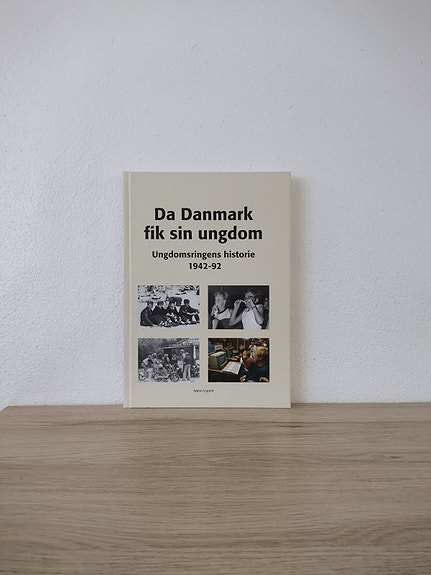 Da Danmark
fik sin ungdom
Ungdomsringens historie
1942-92